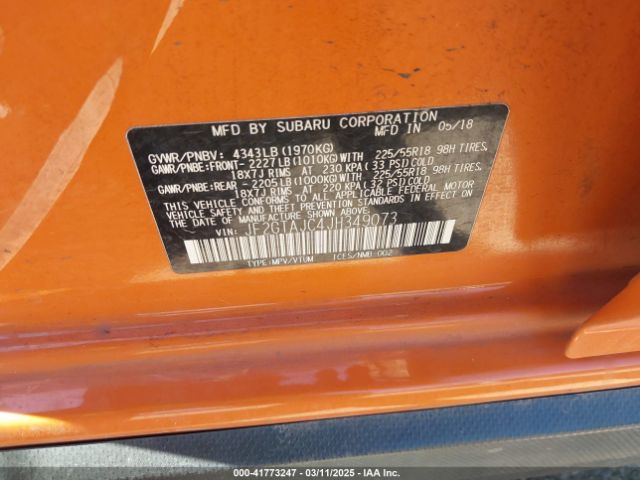 MFD BY SUBARU CORPORATION
MFD IN 05/18
GVWR/PNBV: 4343LB(1970KG)
GAWR/PNBE:FRONT- 2227LB(1010KG)WITH 225/55R18 98H TIRES,
18X7J RIMS AT 230 KPA(33 PSI)COLD
GAWR/PNBE:REAR - 2205LB(1000KG)WITH 225/55R18 98H TIRES,
18X7J RIMS AT 220 KPA(32 PSI)COLD
THIS VEHICLE CONFORMS TO ALL APPLICABLE FEDERAL MOTOR
VEHICLE SAFETY AND THEFT PREVENTION STANDARDS IN EFFECT ON
THE DATE OF MANUFACTURE SHOWN ABOVE.
VIN: JF2GTAJC4JH349073
TYPE:MPV/VTUM ICES/NMB-002
000-41773247 - 03/11/2025 - IAA Inc.